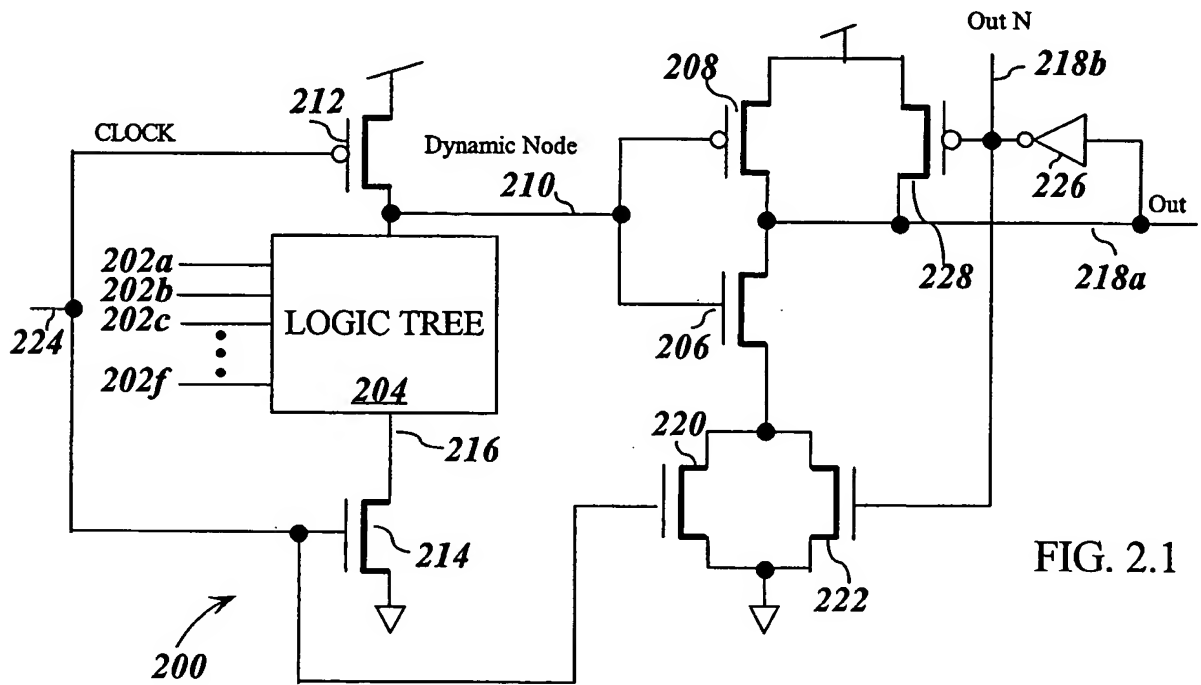 Out N
218b
208
212
CLOCK
Dynamic Node
210
226
Out
228
218a
202a
202b
202c
202f
224
LOGIC TREE
204
206
216
220
214
222
FIG. 2.1
200